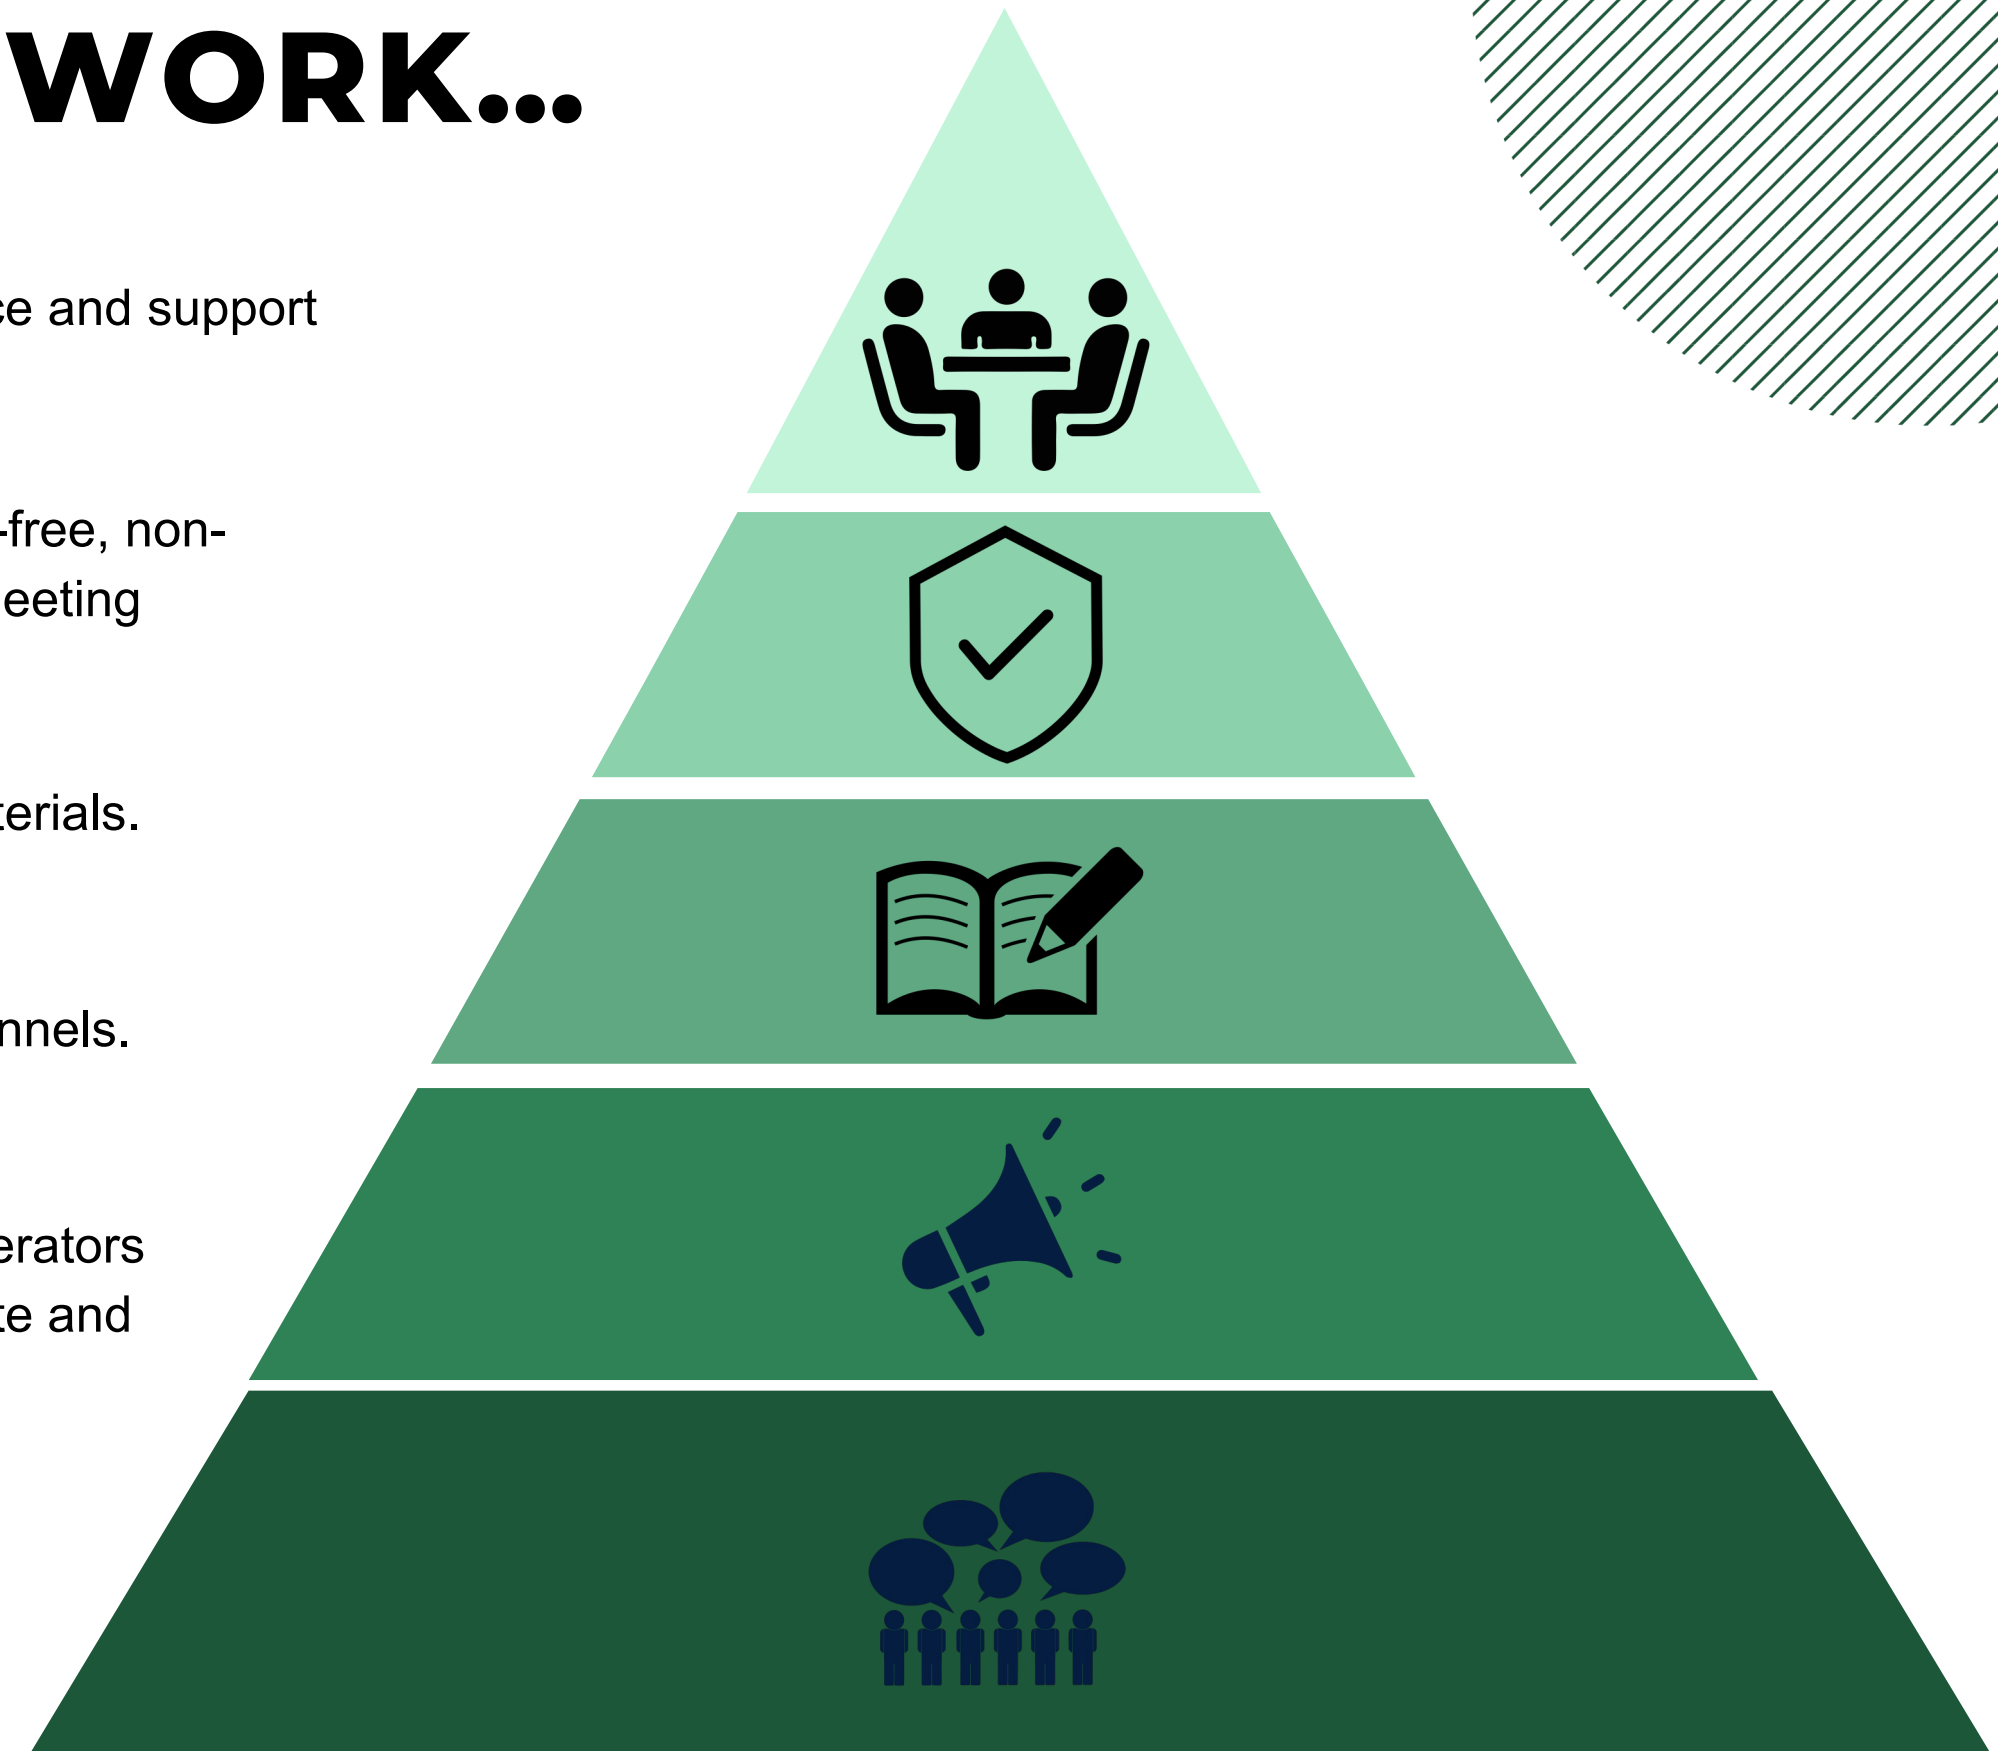 WORK...
ce and support
-free, non-
eeting
terials.
nnels.
erators
te and